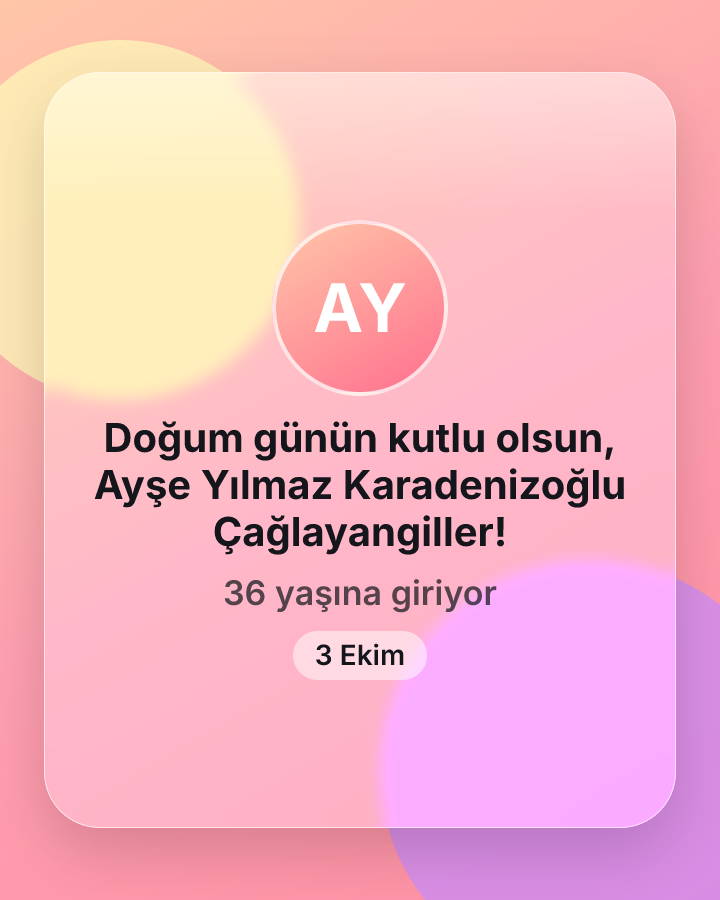 AY
Doğum günün kutlu olsun,
Ayşe Yılmaz Karadenizoğlu
Çağlayangiller!
36 yaşına giriyor
3 Ekim